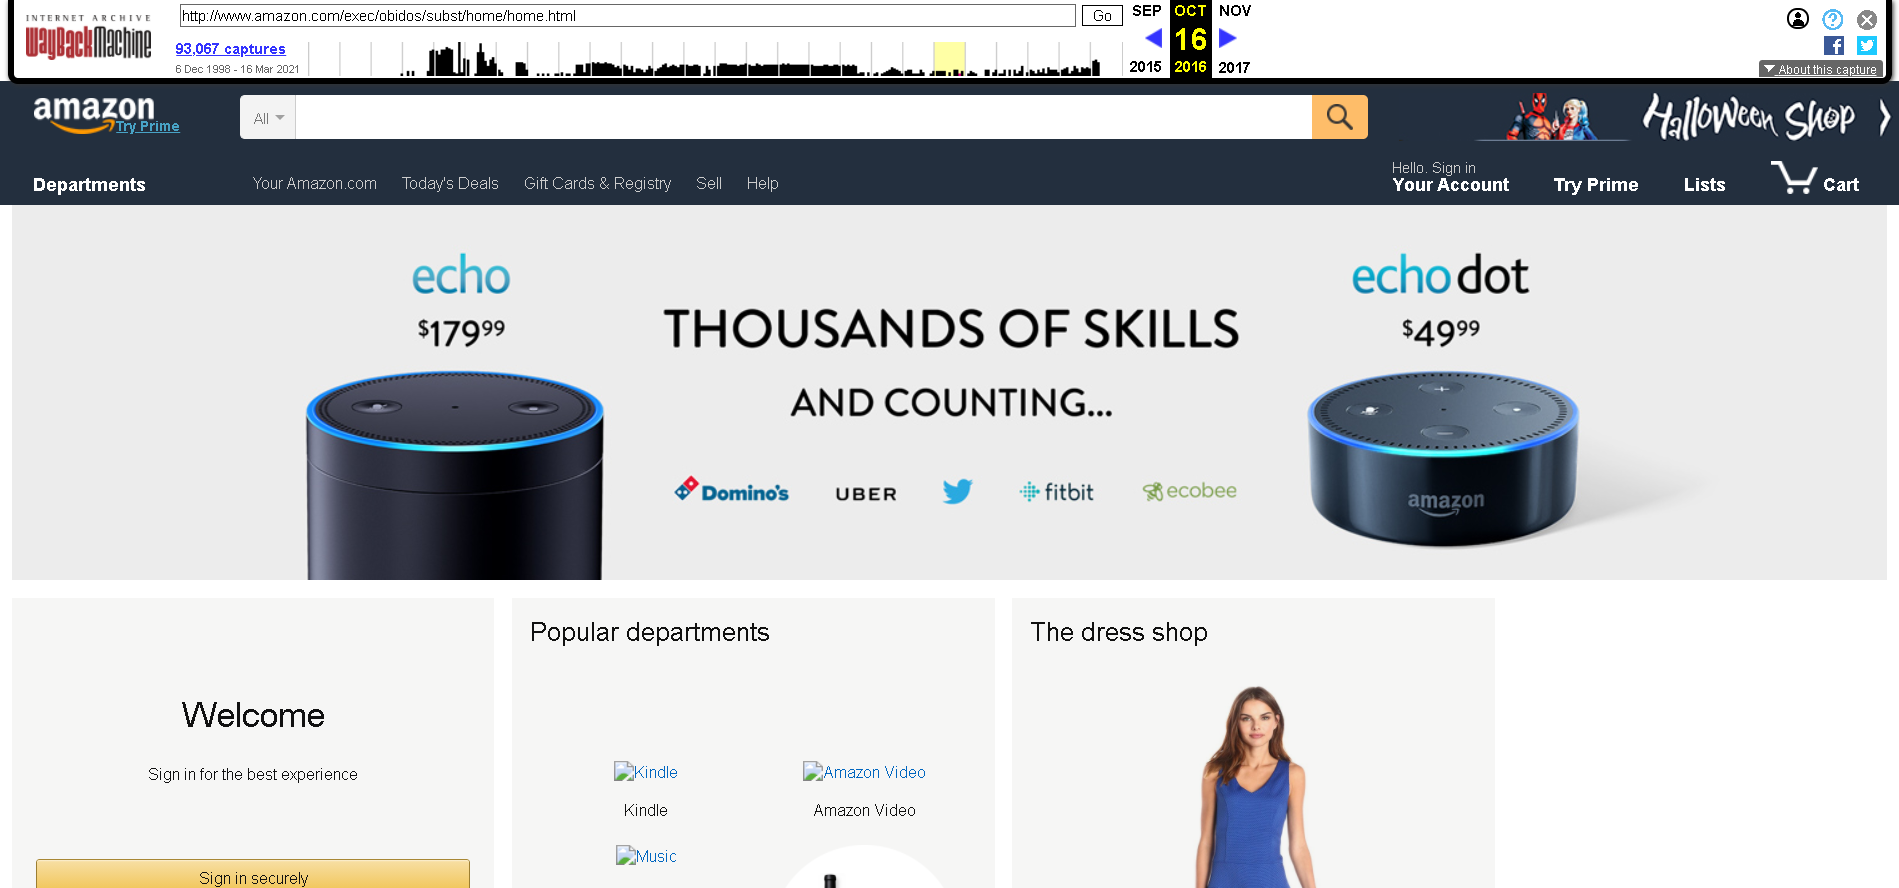 INTERNET ARCHIVE
WayBackMachine
http://www.amazon.com/exec/obidos/subst/home/home.html
Go
SEP OCT NOV
93,067 captures
16
6 Dec 1998 - 16 Mar 2021
2015 2016 2017
About this capture
amazon
Try Prime
All
Halloween Shop
Departments
Your Amazon.com Today's Deals Gift Cards & Registry Sell Help
Hello. Sign in
Your Account Try Prime Lists Cart
echo
$179 99
THOUSANDS OF SKILLS
AND COUNTING...
Domino's UBER fitbit ecobee
echo dot
$49 99
amazon
Welcome
Sign in for the best experience
Sign in securely
Popular departments
Kindle Amazon Video
Kindle Amazon Video
Music
The dress shop